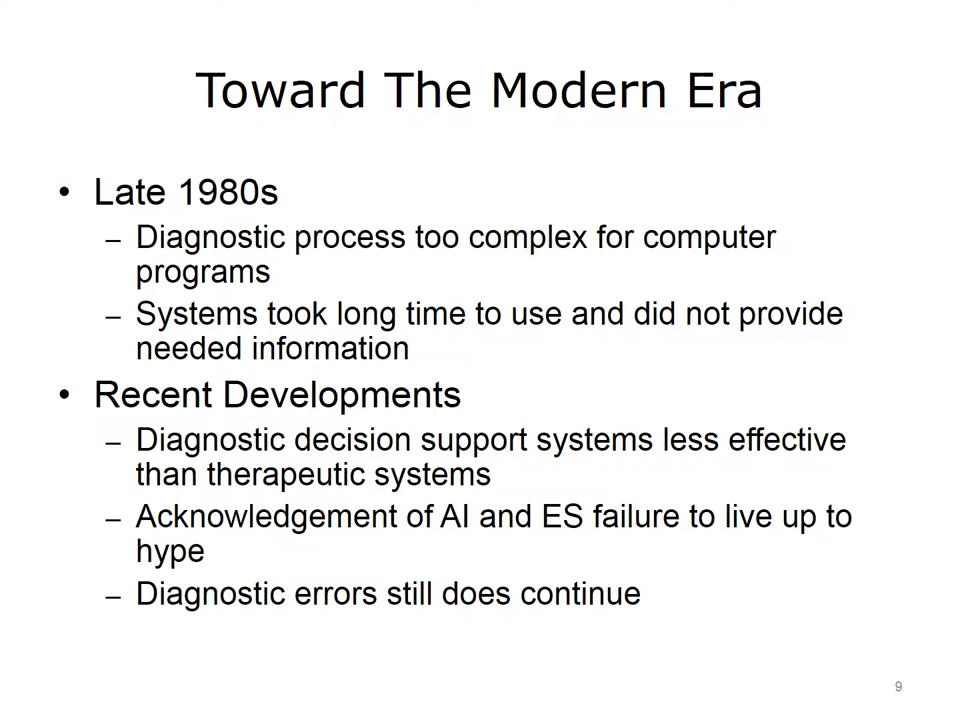 Toward The Modern Era
• Late 1980s
– Diagnostic process too complex for computer
programs
– Systems took long time to use and did not provide
needed information
• Recent Developments
– Diagnostic decision support systems less effective
than therapeutic systems
– Acknowledgement of AI and ES failure to live up to
hype
– Diagnostic errors still does continue
9